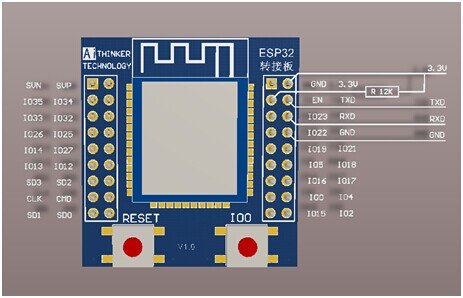 Ai THINKER
TECHNOLOGY
ESP32
转接板
3.3V
R 12K
SVN SVP
GND 3.3V
IO35 IO34
EN TXD
TXD
IO33 IO32
IO23 RXD
RXD
IO26 IO25
IO22 GND
GND
IO14 IO27
IO19 IO21
IO13 IO12
IO5 IO18
SD3 SD2
IO16 IO17
CLK CMD
IO0 IO4
SD1 SD0
IO15 IO2
RESET
IO0
V1.0